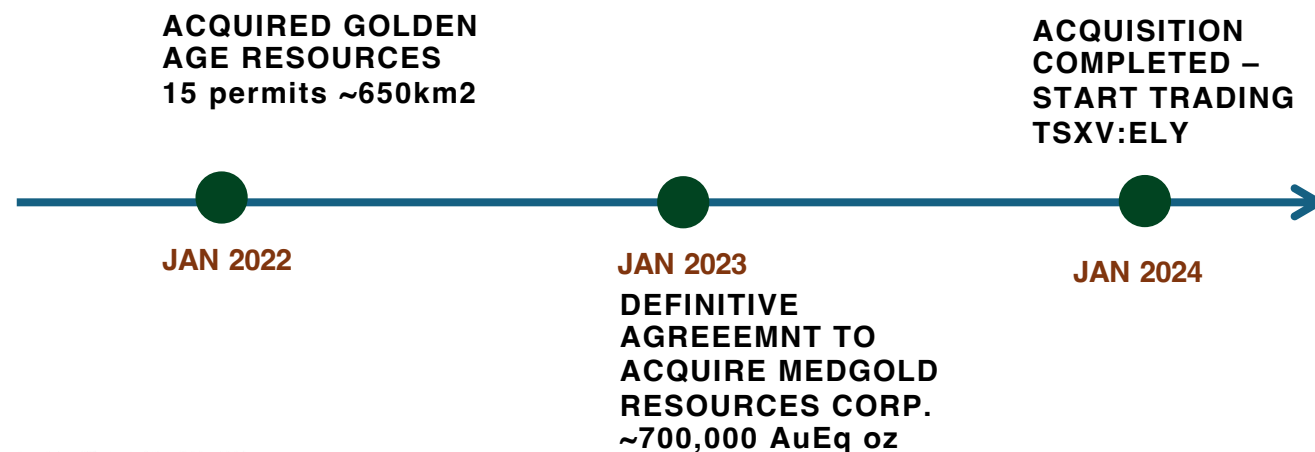 ACQUIRED GOLDEN
AGE RESOURCES
15 permits ~650km2
JAN 2022
JAN 2023
DEFINITIVE
AGREEEMNT TO
ACQUIRE MEDGOLD
RESOURCES CORP.
~700,000 AuEq oz
ACQUISITION
COMPLETED –
START TRADING
TSXV:ELY
JAN 2024